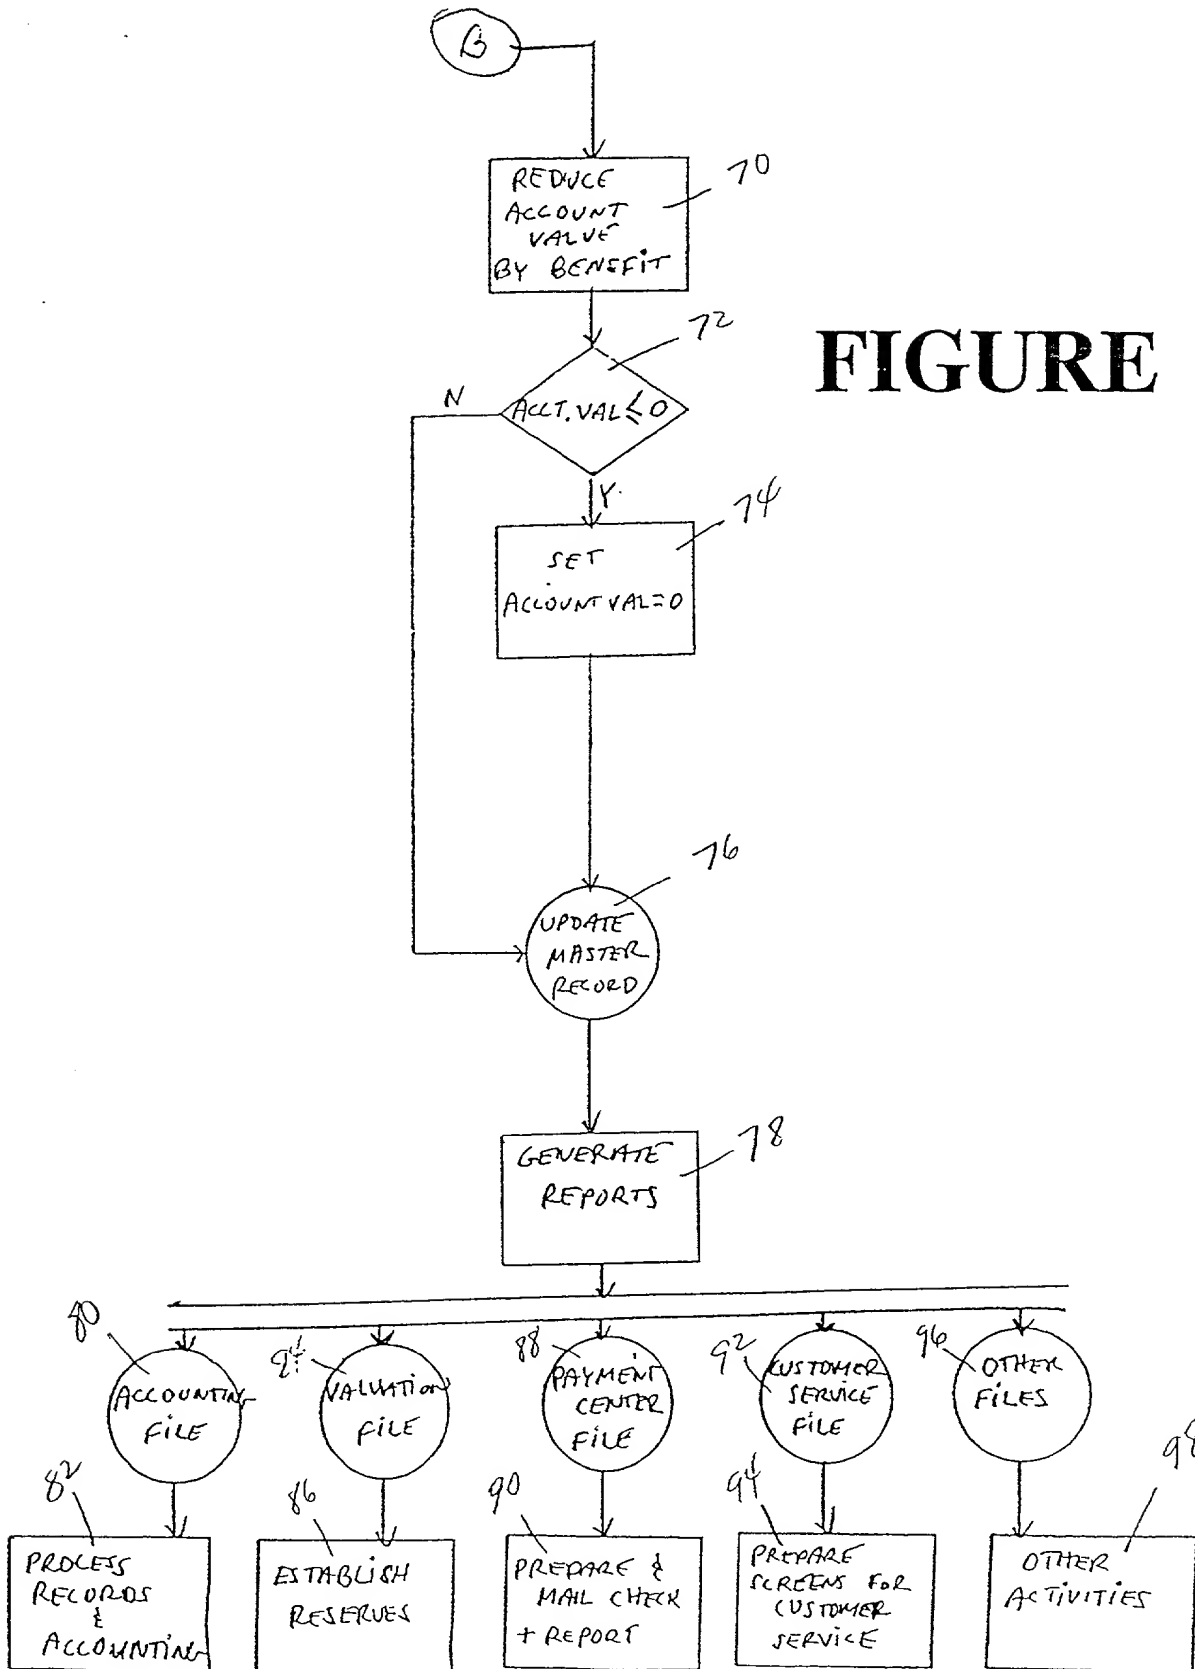 B
REDUCE
ACCOUNT
VALUE
BY BENEFIT
70
FIGURE
72
ACCT. VAL ≤ 0
N
Y.
74
SET
ACCOUNT VAL = 0
76
UPDATE
MASTER
RECORD
78
GENERATE
REPORTS
80
ACCOUNTING
FILE
84
VALUATION
FILE
88
PAYMENT
CENTER
FILE
92
CUSTOMER
SERVICE
FILE
96
OTHER
FILES
82
PROCESS
RECORDS
&
ACCOUNTING
86
ESTABLISH
RESERVES
90
PREPARE &
MAIL CHECK
+ REPORT
94
PREPARE
SCREENS FOR
CUSTOMER
SERVICE
98
OTHER
ACTIVITIES